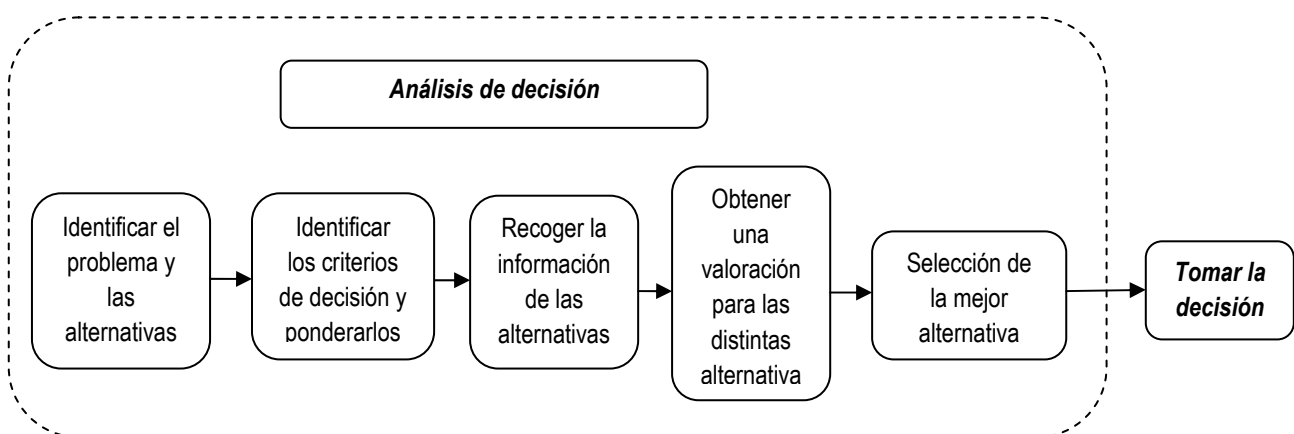 Análisis de decisión
Identificar el
problema y
las
alternativas
Identificar
los criterios
de decisión y
ponderarlos
Recoger la
información
de las
alternativas
Obtener
una
valoración
para las
distintas
alternativa
Selección de
la mejor
alternativa
Tomar la
decisión